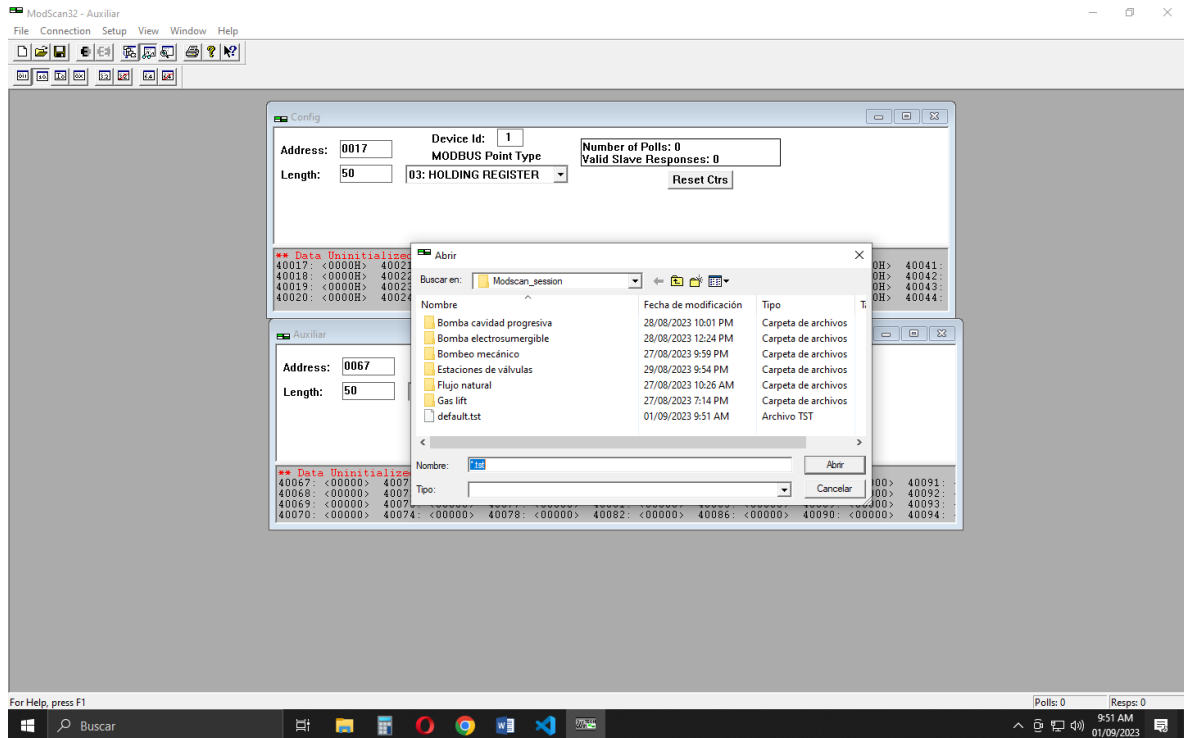 ModScan32 - Auxiliar
File Connection Setup View Window Help
Config
Address: 0017
Device Id: 1
MODBUS Point Type
Length: 50
03: HOLDING REGISTER
Number of Polls: 0
Valid Slave Responses: 0
Reset Ctrs
** Data Uninitialized
40017: <0000H>
40018: <0000H>
40019: <0000H>
40020: <0000H> 40024
40041:
40042:
40043:
40044:
Abrir
Buscar en: Modscan_session
Nombre Fecha de modificación Tipo
Bomba cavidad progresiva 28/08/2023 10:01 PM Carpeta de archivos
Bomba electrosumergible 28/08/2023 12:24 PM Carpeta de archivos
Bombeo mecánico 27/08/2023 9:59 PM Carpeta de archivos
Estaciones de válvulas 29/08/2023 9:54 PM Carpeta de archivos
Flujo natural 27/08/2023 10:26 AM Carpeta de archivos
Gas lift 27/08/2023 7:14 PM Carpeta de archivos
default.tst 01/09/2023 9:51 AM Archivo TST
Nombre: *.tst Abrir
Tipo: Cancelar
Auxiliar
Address: 0067
Length: 50
** Data
40067: <00000> 40091:
40068: <00000> 40092:
40069: <00000> 40093:
40070: <00000> 40074: <00000> 40078: <00000> 40082: <00000> 40086: <00000> 40090: <00000> 40094:
For Help, press F1 Polls: 0 Resps: 0
Buscar
9:51 AM
01/09/2023